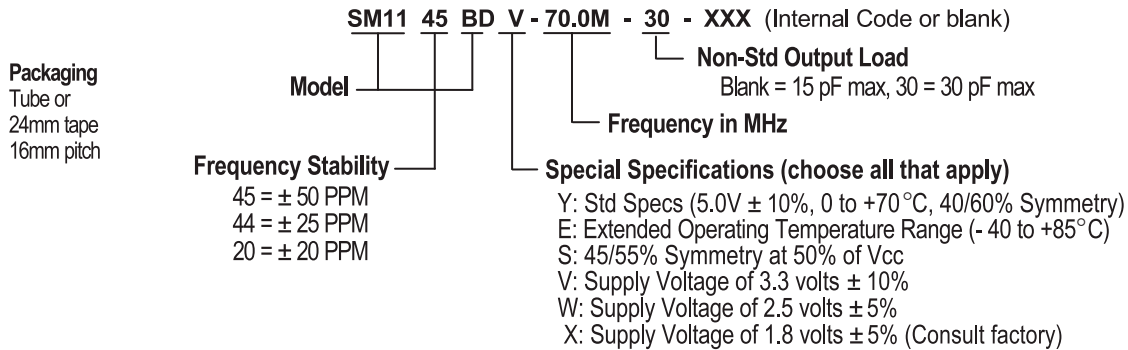 SM11 45 BD V - 70.0M - 30 - XXX (Internal Code or blank)
Packaging
Tube or
24mm tape
16mm pitch
Model
Non-Std Output Load
Blank = 15 pF max, 30 = 30 pF max
Frequency in MHz
Frequency Stability
45 = ± 50 PPM
44 = ± 25 PPM
20 = ± 20 PPM
Special Specifications (choose all that apply)
Y: Std Specs (5.0V ± 10%, 0 to +70°C, 40/60% Symmetry)
E: Extended Operating Temperature Range (- 40 to +85°C)
S: 45/55% Symmetry at 50% of Vcc
V: Supply Voltage of 3.3 volts ± 10%
W: Supply Voltage of 2.5 volts ± 5%
X: Supply Voltage of 1.8 volts ± 5% (Consult factory)